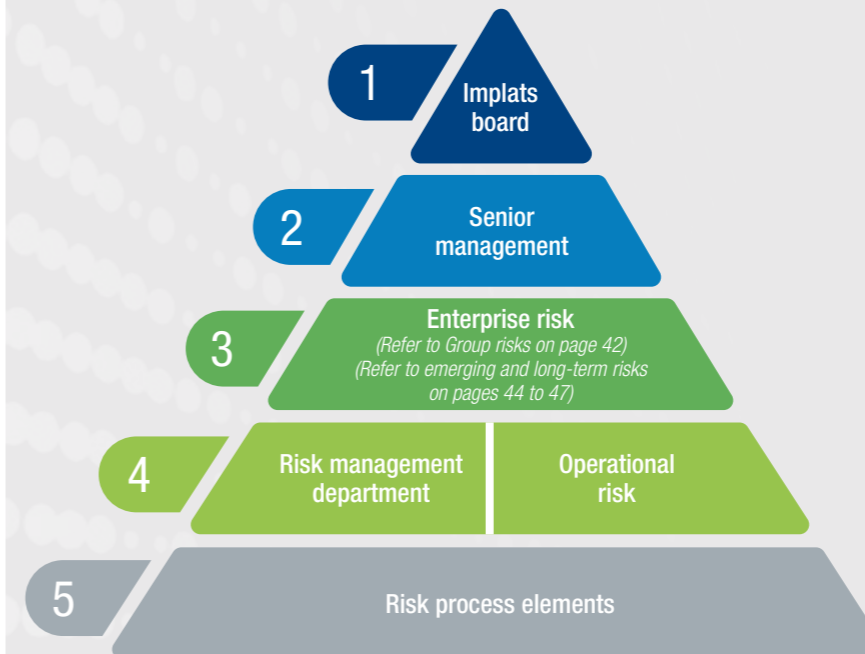 1
Implats
board
2
Senior
management
3
Enterprise risk
(Refer to Group risks on page 42)
(Refer to emerging and long-term risks
on pages 44 to 47)
4
Risk management
department
Operational
risk
5
Risk process elements